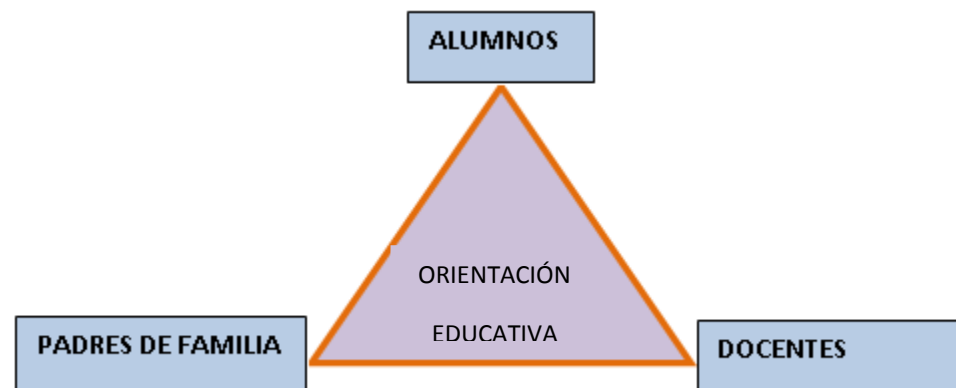 ALUMNOS
ORIENTACIÓN
EDUCATIVA
PADRES DE FAMILIA
DOCENTES